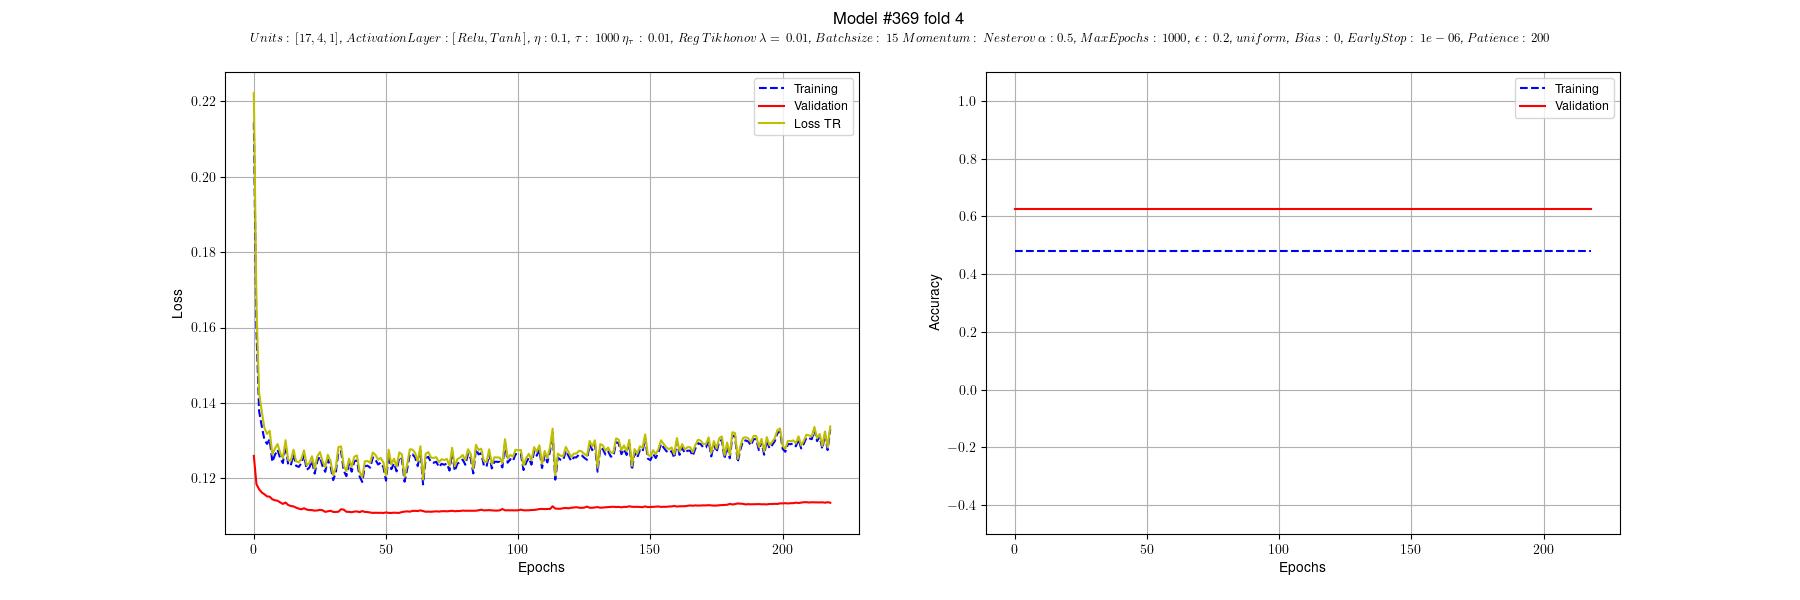 Model #369 fold 4
Units : [17, 4, 1], ActivationLayer : [Relu, Tanh], η : 0.1, τ : 1000 ητ : 0.01, Reg Tikhonov λ = 0.01, Batchsize : 15 Momentum : Nesterov α : 0.5, MaxEpochs : 1000, ϵ : 0.2, uniform, Bias : 0, EarlyStop : 1e − 06, Patience : 200
Training
Validation
Loss TR
0.22
0.20
0.18
0.16
0.14
0.12
Loss
0
50
100
150
200
Epochs
Training
Validation
1.0
0.8
0.6
0.4
0.2
0.0
−0.2
−0.4
Accuracy
0
50
100
150
200
Epochs